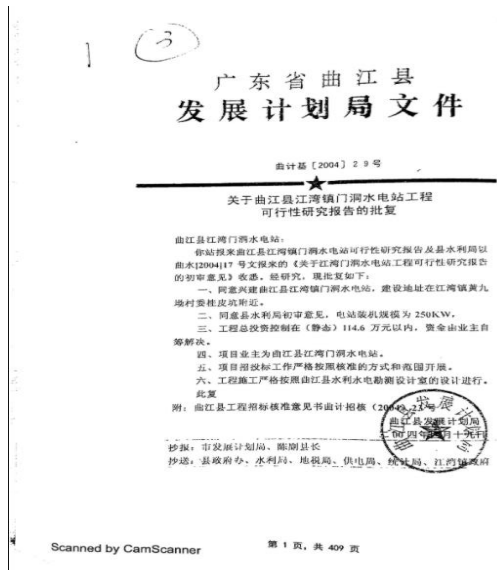 1 3
广东省曲江县
发展计划局文件
曲计基[2004]29号
关于曲江县江湾镇门洞水电站工程
可行性研究报告的批复
曲江县江湾门洞水电站：
你站报来曲江县江湾镇门洞水电站可行性研究报告及县水利局以
曲水[2004]17号文报来的《关于江湾门洞水电站工程可行性研究报告
的初审意见》收悉。经研究，现批复如下：
一、同意兴建曲江县江湾镇门洞水电站，建设地址在江湾镇黄九
坳村委桂皮坑附近。
二、同意县水利局初审意见，电站装机规模为250KW。
三、工程总投资控制在（静态）114.6万元以内，资金由业主自
筹解决。
四、项目业主为曲江县江湾门洞水电站。
五、项目招投标工作严格按照核准的方式和范围开展。
六、工程施工严格按照曲江县水利水电勘测设计室的设计进行。
此复
附：曲江县工程招标核准意见书曲计招核（2004）号
曲江县发展计划局
二00四年月十九日
抄报：市发展计划局、陈副县长
抄送：县政府办、水利局、地税局、供电局、统计局、江湾镇政府
第 1 页，共 409 页
Scanned by CamScanner